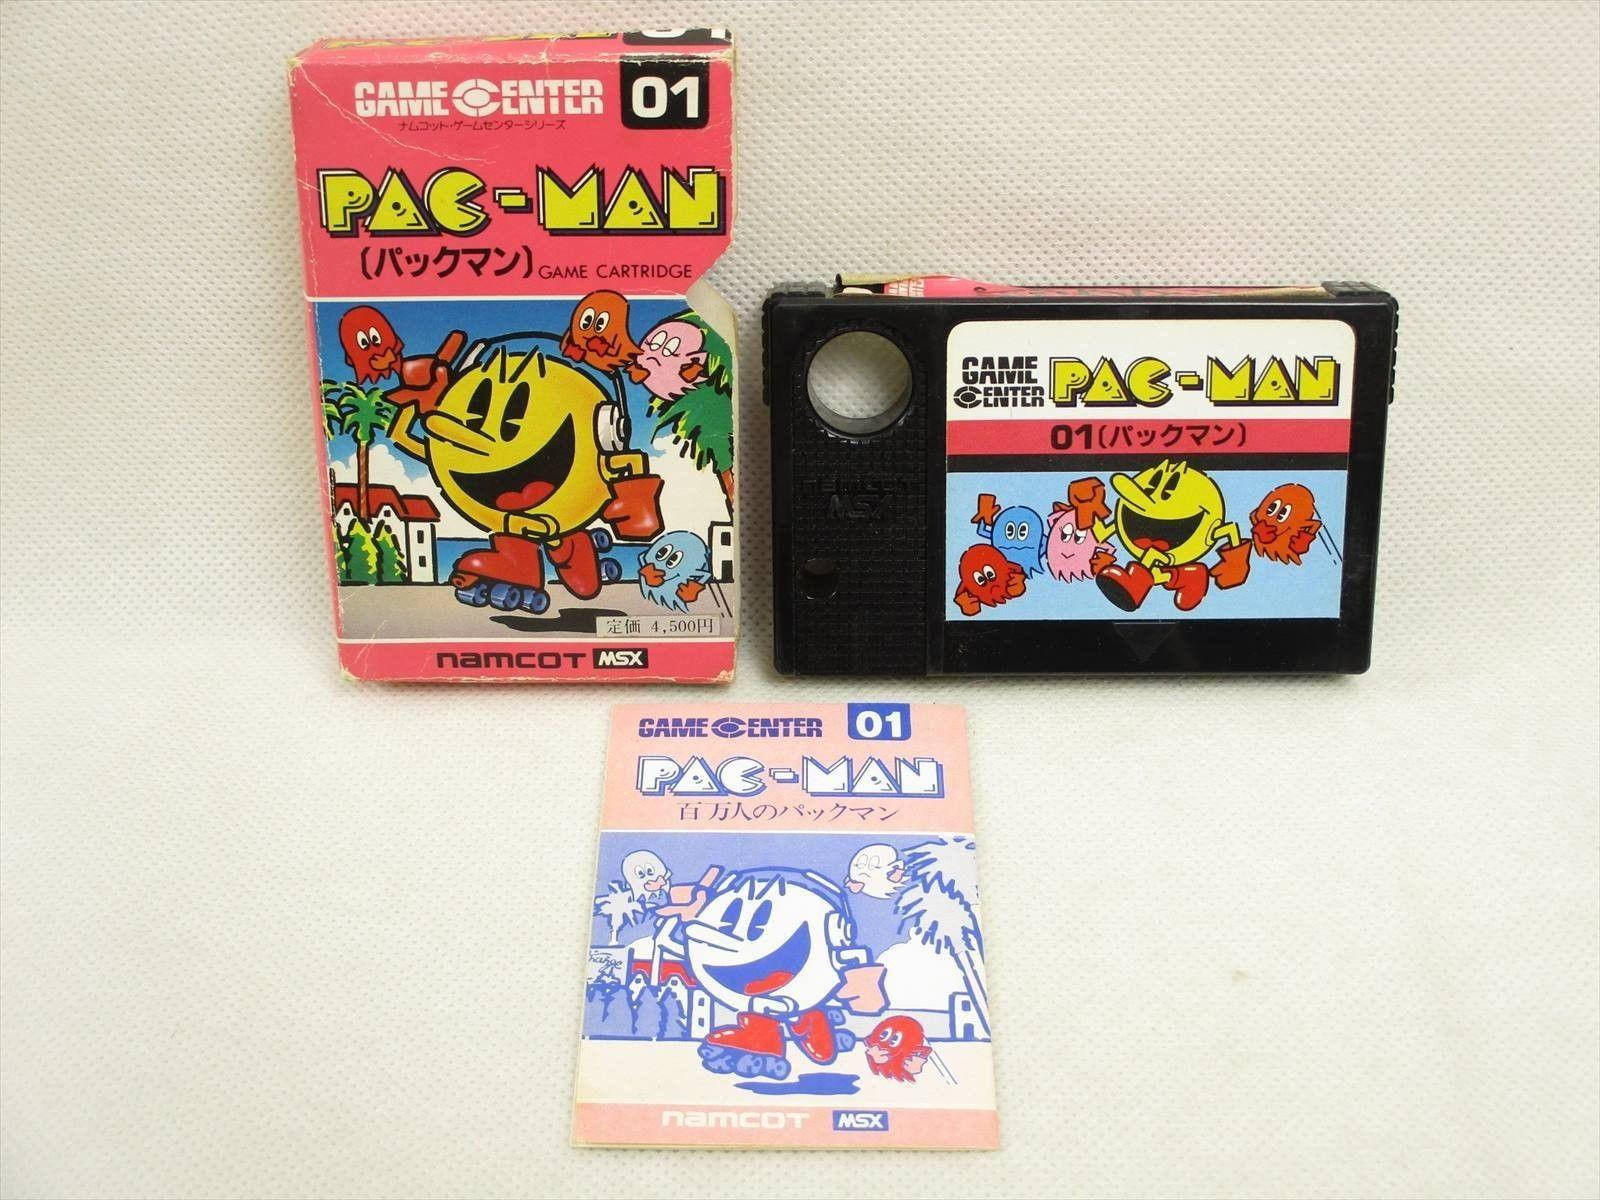 GAME CENTER
01
ナムコット・ゲームセンターシリーズ
PAC-MAN
(パックマン) GAME CARTRIDGE
定価 4,500円
namcot MSX
GAME
CENTER
PAC-MAN
01(パックマン)
MSX
GAME CENTER 01
PAC-MAN
百万人のパックマン
namcot MSX